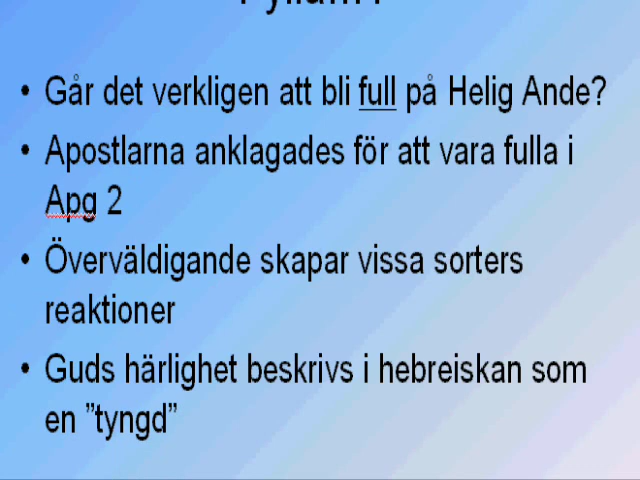 • Går det verkligen att bli full på Helig Ande?
• Apostlarna anklagades för att vara fulla i
Apg 2
• Överväldigande skapar vissa sorters
reaktioner
• Guds härlighet beskrivs i hebreiskan som
en ”tyngd”